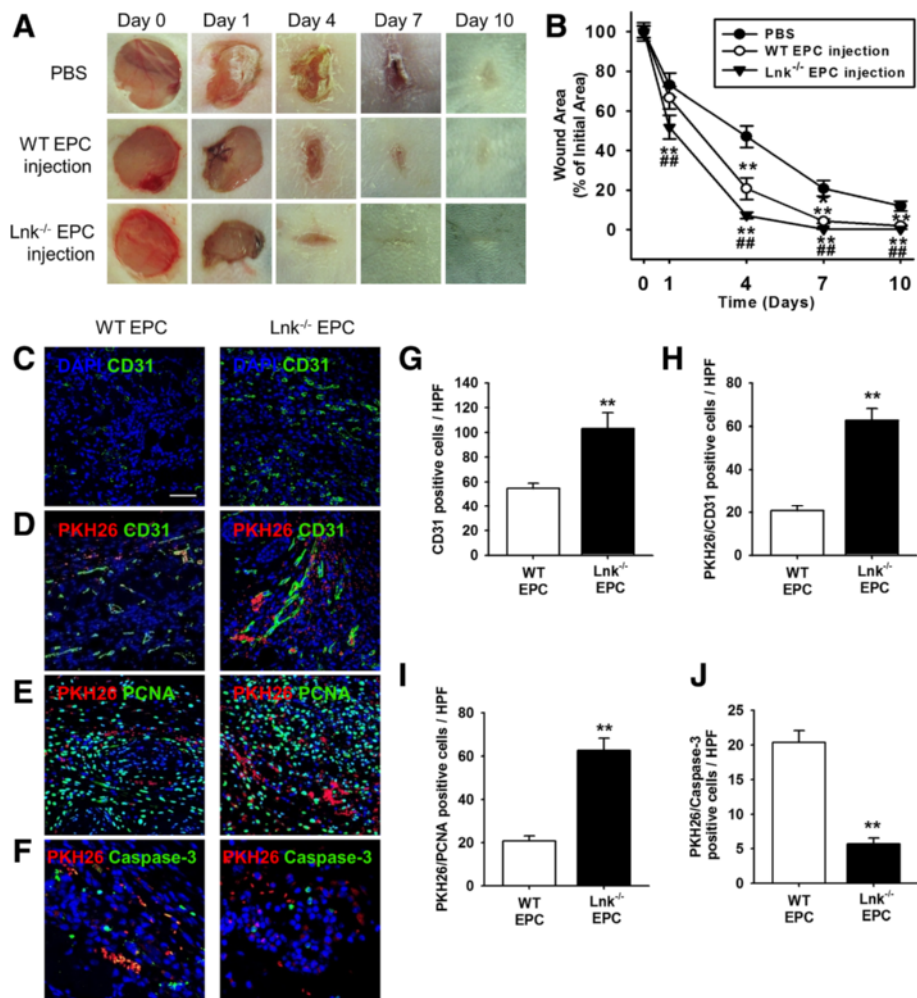 A
Day 0 Day 1 Day 4 Day 7 Day 10
PBS
WT EPC
injection
Lnk-/- EPC
injection
B
PBS
WT EPC injection
Lnk-/- EPC injection
Wound Area
(% of Initial Area)
100
80
60
40
20
0
**
##
**
**
##
*
**
**
##
**
**
##
0 1 4 7 10
Time (Days)
WT EPC Lnk-/- EPC
C
DAPI CD31
DAPI CD31
D
PKH26 CD31
PKH26 CD31
E
PKH26 PCNA
PKH26 PCNA
F
PKH26 Caspase-3
PKH26 Caspase-3
G
CD31 positive cells / HPF
140
120
100
80
60
40
20
0
**
WT
EPC
Lnk-/-
EPC
H
PKH26/CD31 positive cells / HPF
80
60
40
20
0
**
WT
EPC
Lnk-/-
EPC
I
PKH26/PCNA positive cells / HPF
80
60
40
20
0
**
WT
EPC
Lnk-/-
EPC
J
PKH26/Caspase-3
positive cells / HPF
25
20
15
10
5
0
**
WT
EPC
Lnk-/-
EPC